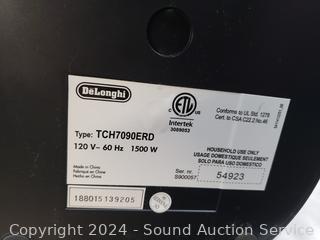 DeLonghi
Type: TCH7090ERD
120 V~ 60 Hz 1500 W
ETL
Intertek
3089053
Conforms to UL Std. 1278
Cert. to CSA C22.2 No.46
HOUSEHOLD USE ONLY
USAGE DOMESTIQUE SEULEMENT
SOLO PARA USO DOMESTICO
Made in China
Fabriqué en Chine
Hecho en China
Ser. nr.
S900057
54923
188015139205
Copyright 2024 - Sound Auction Service